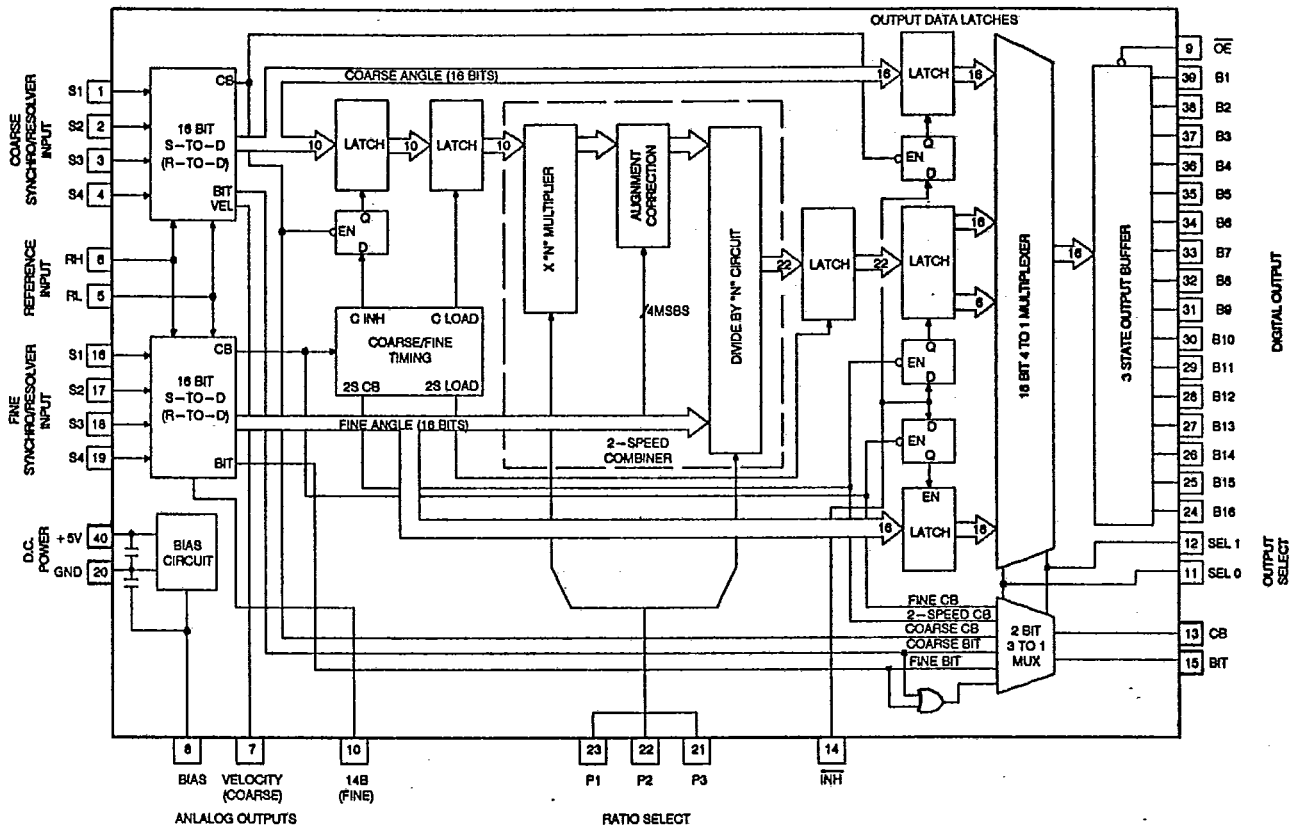 OUTPUT DATA LATCHES
COARSE
SYNCHRO/RESOLVER
INPUT
S1 1
S2 2
S3 3
S4 4
16 BIT
S-TO-D
(R-TO-D)
CB
BIT
VEL
COARSE ANGLE (16 BITS)
16
LATCH
16
10
LATCH
10
LATCH
10
X "N" MULTIPLIER
ALIGNMENT
CORRECTION
DIVIDE BY "N" CIRCUIT
Q
EN
D
Q
EN
D
REFERENCE
INPUT
RH 6
RL 5
C INH
C LOAD
COARSE/FINE
TIMING
2S CB
2S LOAD
4MSBS
22
LATCH
22
LATCH
16
6
Q
EN
D
D
EN
Q
EN
LATCH
16
16
FINE
SYNCHRO/RESOLVER
INPUT
S1 16
S2 17
S3 18
S4 19
16 BIT
S-TO-D
(R-TO-D)
CB
BIT
FINE ANGLE (16 BITS)
2-SPEED
COMBINER
16 BIT 4 TO 1 MULTIPLEXER
16
3 STATE OUTPUT BUFFER
9 OE
39 B1
38 B2
37 B3
36 B4
35 B5
34 B6
33 B7
32 B8
31 B9
30 B10
29 B11
28 B12
27 B13
26 B14
25 B15
24 B16
DIGITAL OUTPUT
12 SEL 1
11 SEL 0
OUTPUT
SELECT
D.C.
POWER
+5V 40
GND 20
BIAS
CIRCUIT
FINE CB
2-SPEED CB
COARSE CB
COARSE BIT
FINE BIT
2 BIT
3 TO 1
MUX
13 CB
15 BIT
8
BIAS
7
VELOCITY
(COARSE)
10
14B
(FINE)
23
P1
22
P2
21
P3
14
INH
ANLALOG OUTPUTS
RATIO SELECT